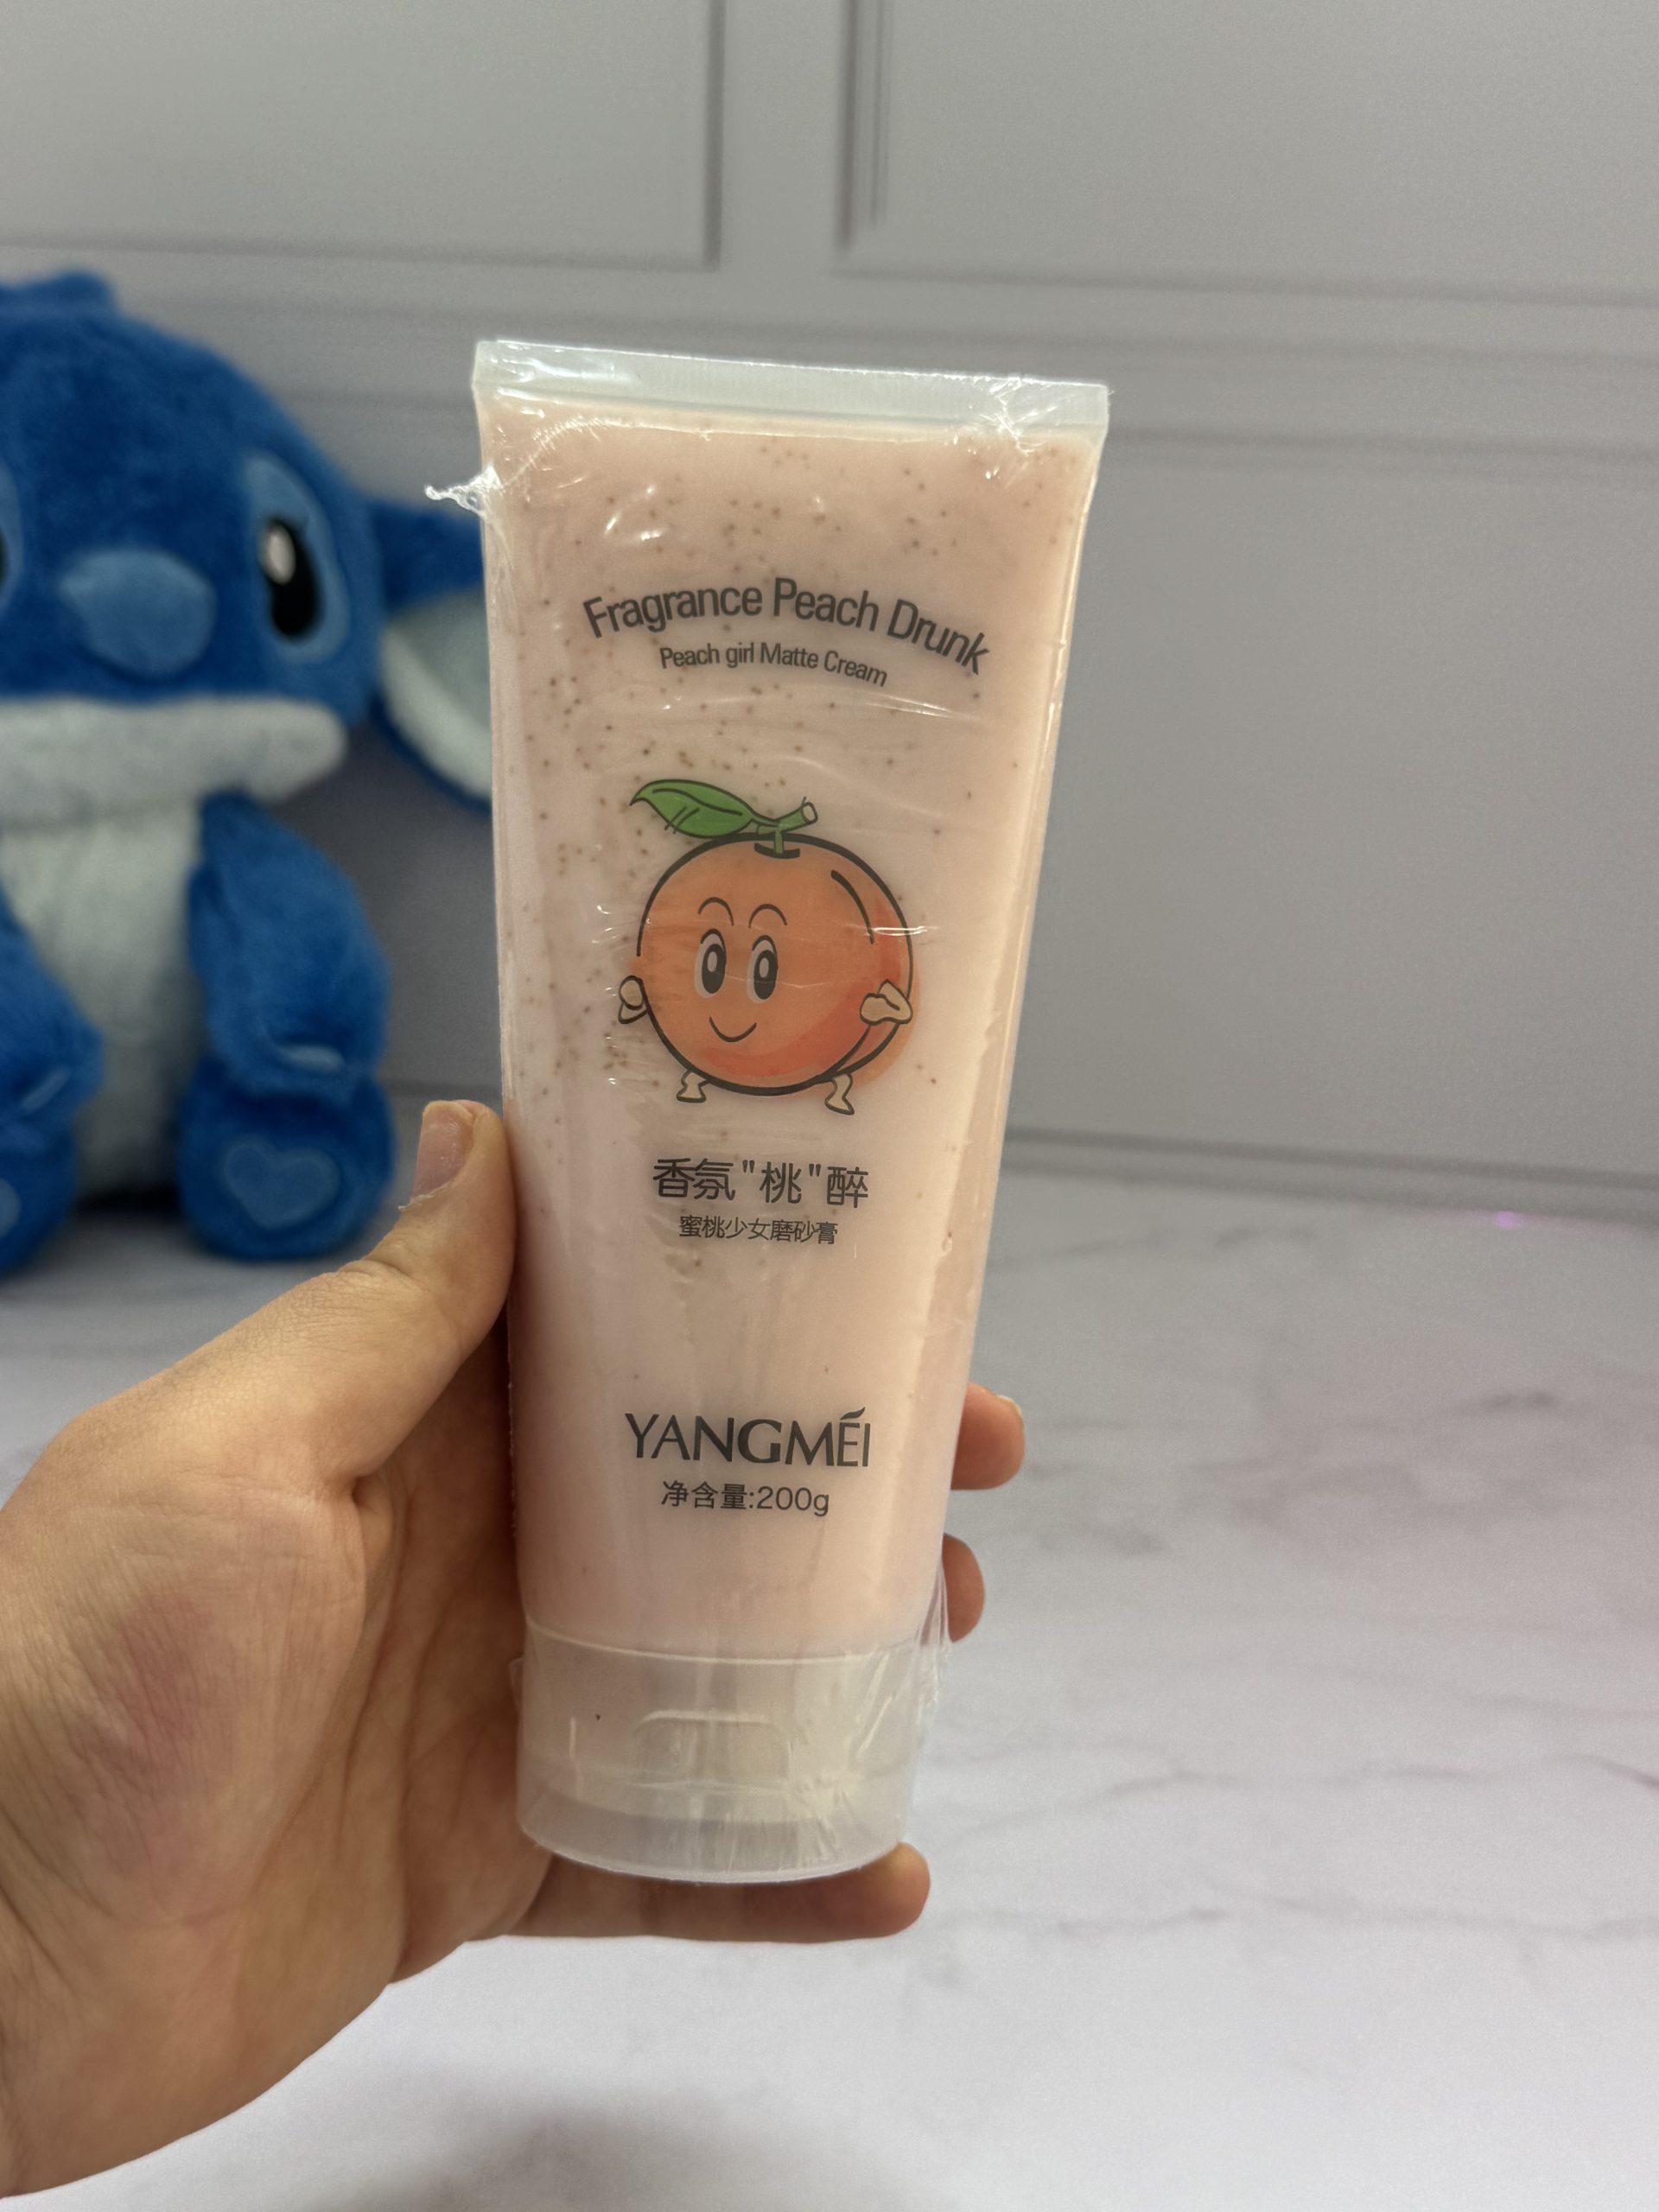 Fragrance Peach Drunk
Peach girl Matte Cream
香氛"桃"醉
蜜桃少女磨砂膏
YANGMÉI
净含量:200g